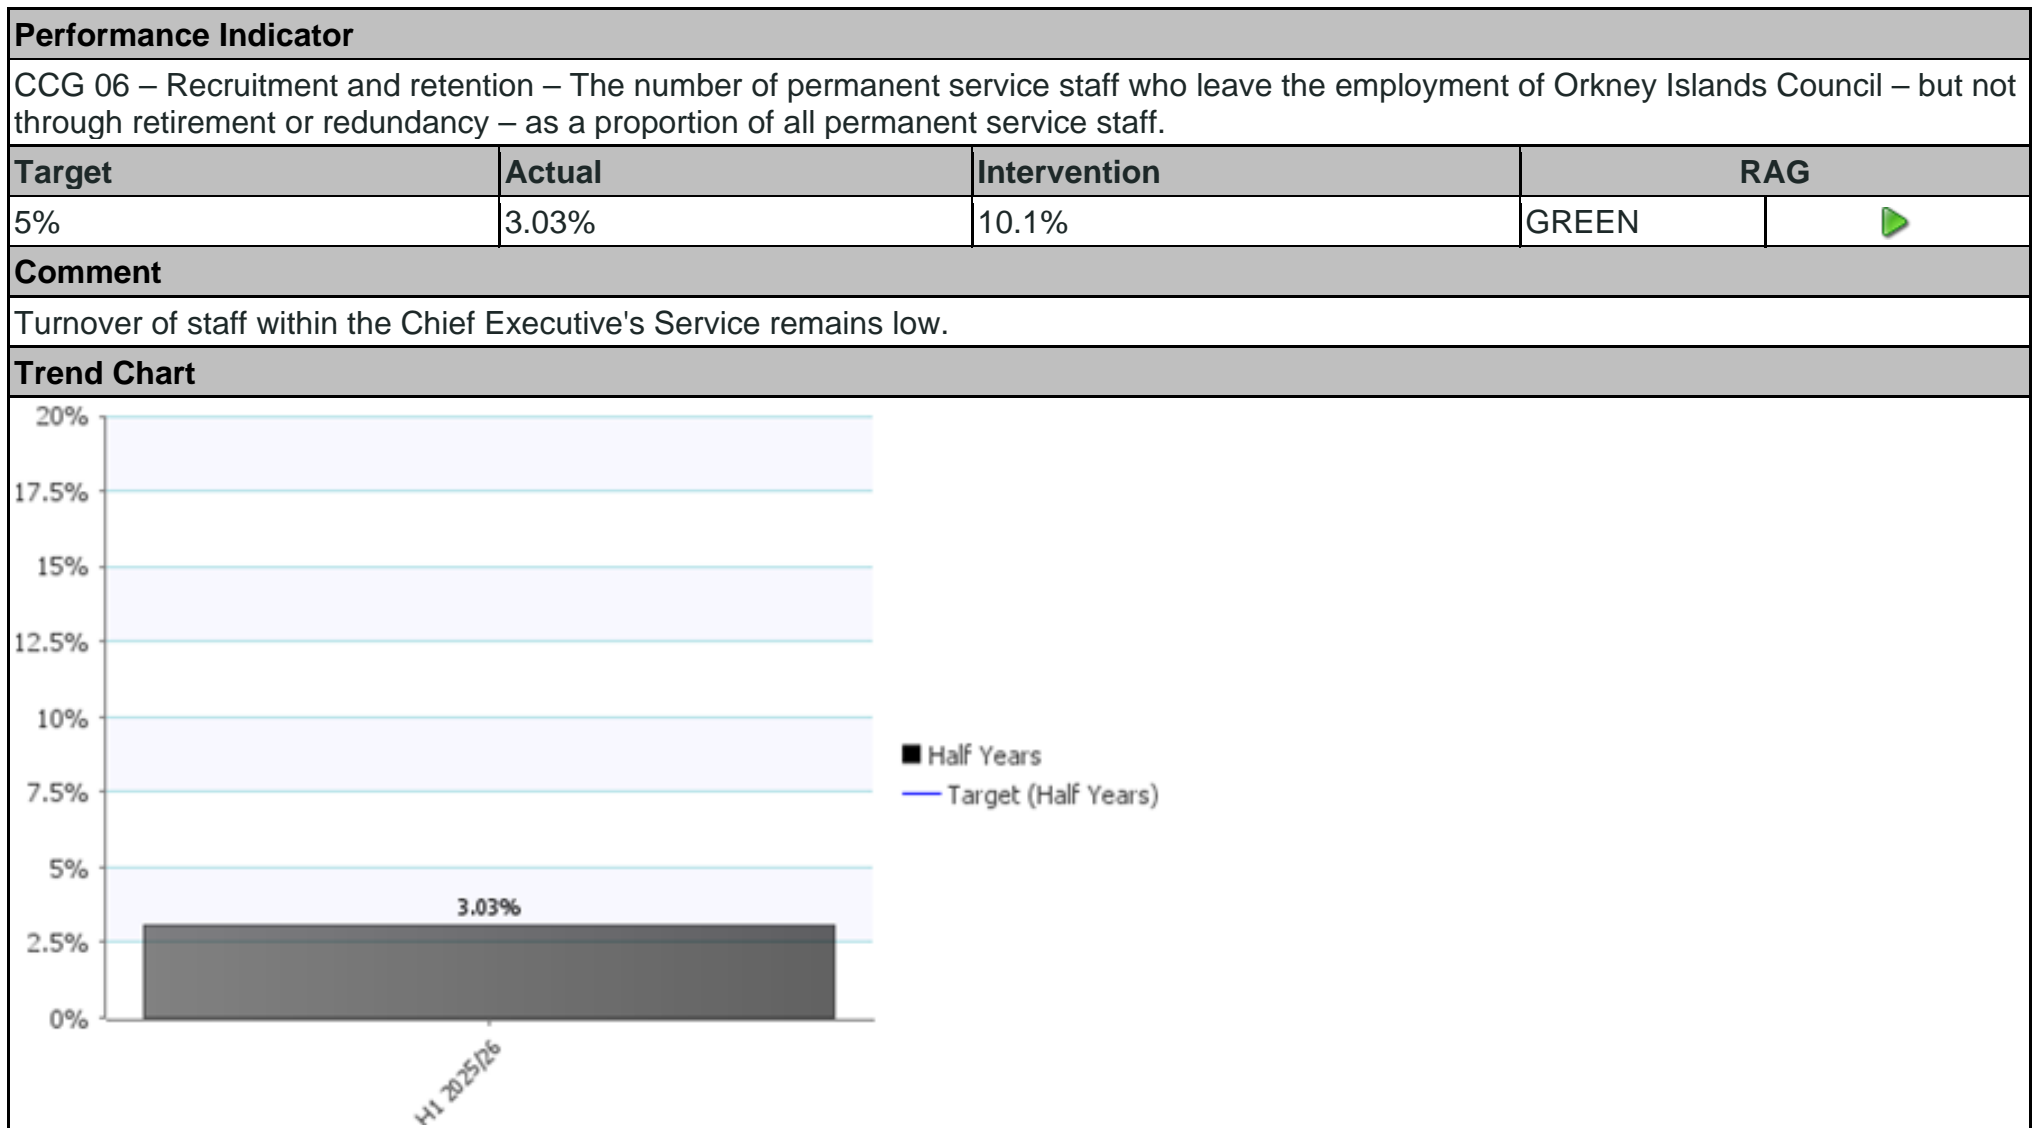 Performance Indicator
CCG 06 – Recruitment and retention – The number of permanent service staff who leave the employment of Orkney Islands Council – but not
through retirement or redundancy – as a proportion of all permanent service staff.
Target Actual Intervention RAG
5% 3.03% 10.1% GREEN
Comment
Turnover of staff within the Chief Executive's Service remains low.
Trend Chart
20%
17.5%
15%
12.5%
10%
7.5%
5%
2.5%
0%
3.03%
H1 2025/26
Half Years
Target (Half Years)